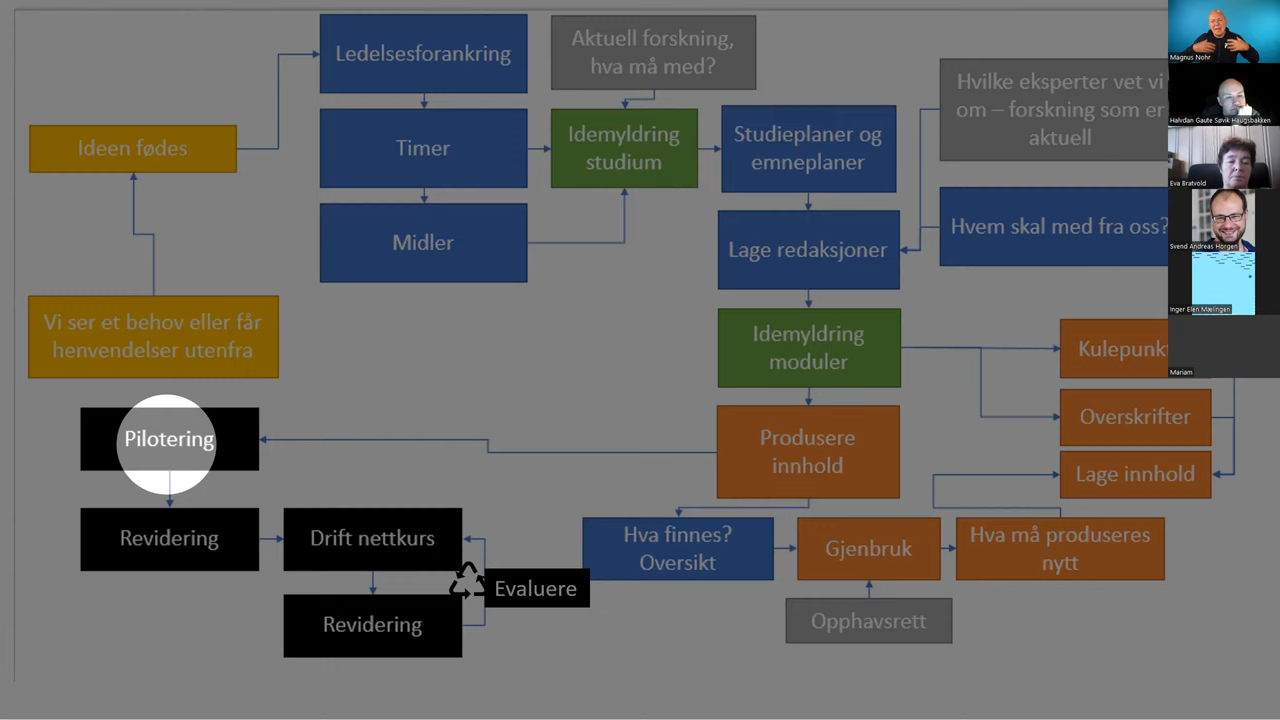 Ledelsesforankring
Aktuell forskning,
hva må med?
Hvilke eksperter vet vi
om – forskning som er
aktuell
Ideen fødes
Timer
Idemyldring
studium
Studieplaner og
emneplaner
Midler
Lage redaksjoner
Hvem skal med fra oss?
Vi ser et behov eller får
henvendelser utenfra
Idemyldring
moduler
Kulepunkt
Overskrifter
Lage innhold
Pilotering
Produsere
innhold
Revidering
Drift nettkurs
Evaluere
Revidering
Hva finnes?
Oversikt
Gjenbruk
Hva må produseres
nytt
Opphavsrett
Magnus Nohr
Halvdan Gaute Søvik Haugsbakken
Eva Bratvold
Svend Andreas Horgen
Inger Elen Mælingen
Mariam